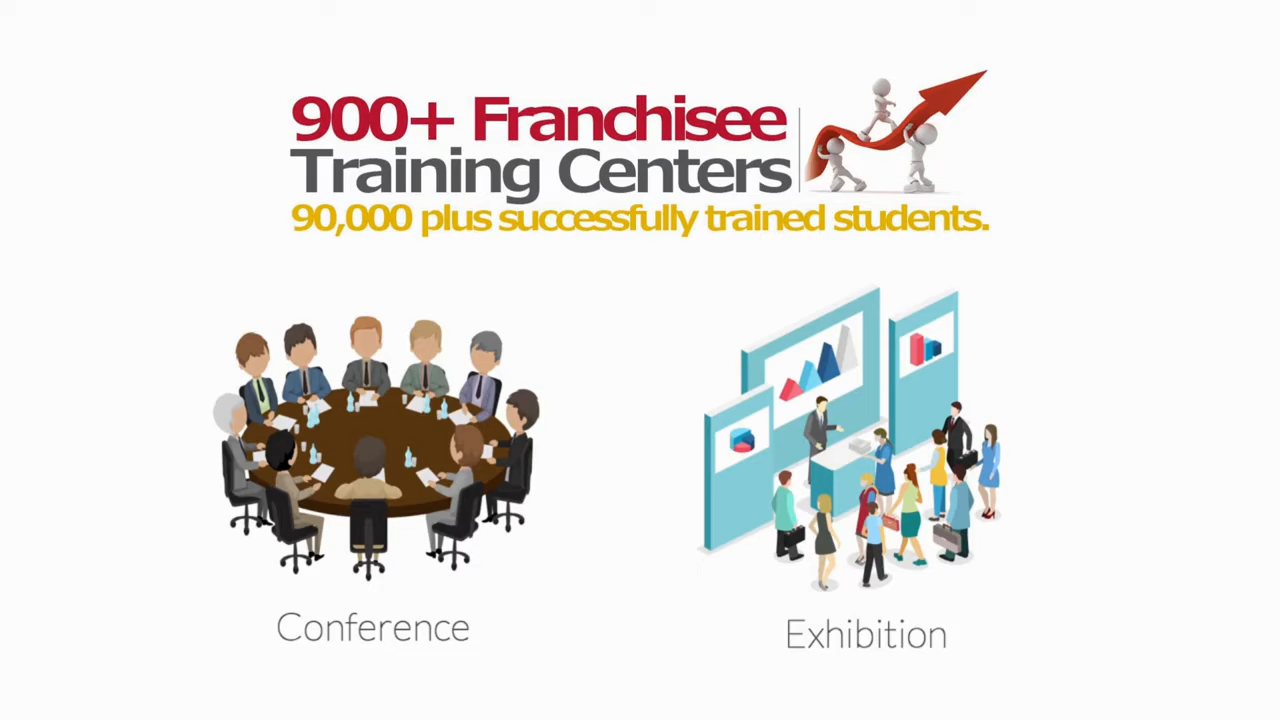 900+ Franchisee
Training Centers
90,000 plus successfully trained students.
Conference
Exhibition